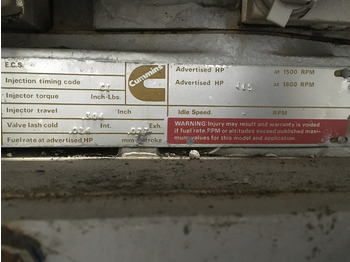 E.C.S.
Injection timing code
Injector torque Inch-Lbs.
Injector travel Inch
Valve lash cold Int. Exh
Fuel rate at advertised HP mm³/stroke
Cummins
Advertised HP at 1500 RPM
Advertised HP at 1800 RPM
Idle Speed RPM
WARNING: Injury may result and warranty is voided
if fuel rate, RPM or altitudes exceed published maxi-
mum values for this model and application.